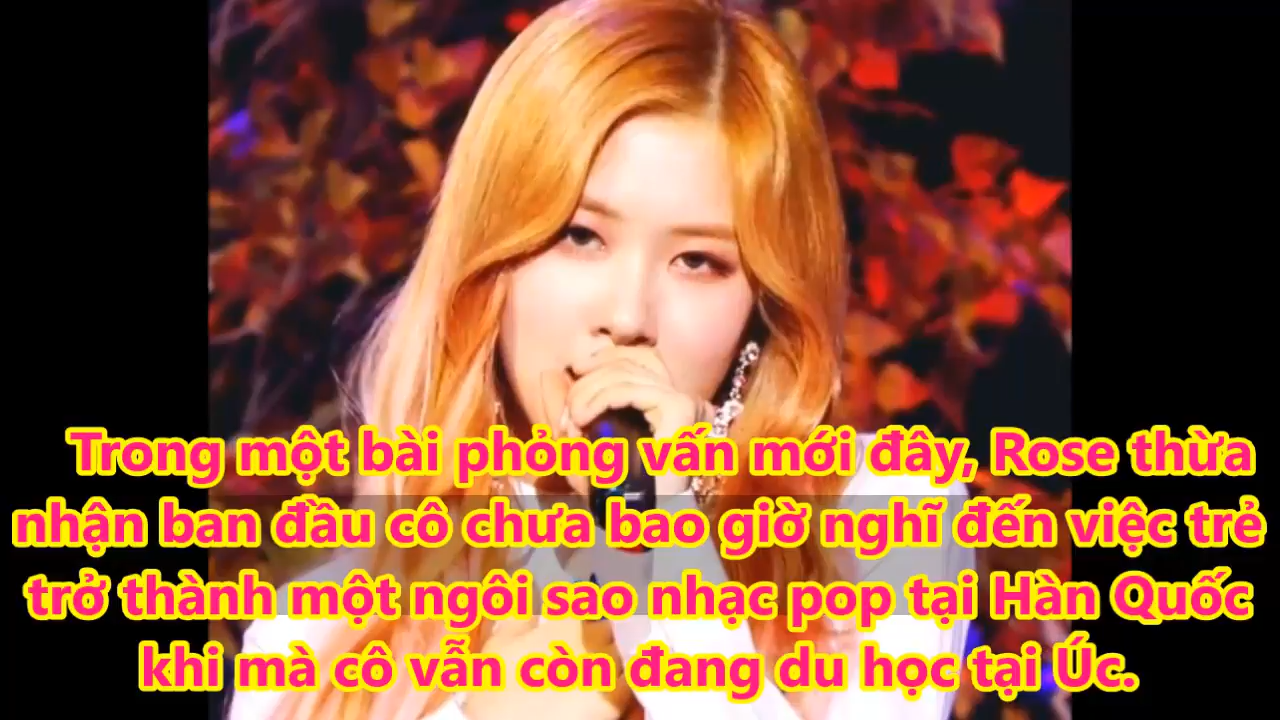 Trong một bài phỏng vấn mới đây, Rose thừa
nhận ban đầu cô chưa bao giờ nghĩ đến việc trẻ
trở thành một ngôi sao nhạc pop tại Hàn Quốc
khi mà cô vẫn còn đang du học tại Úc.